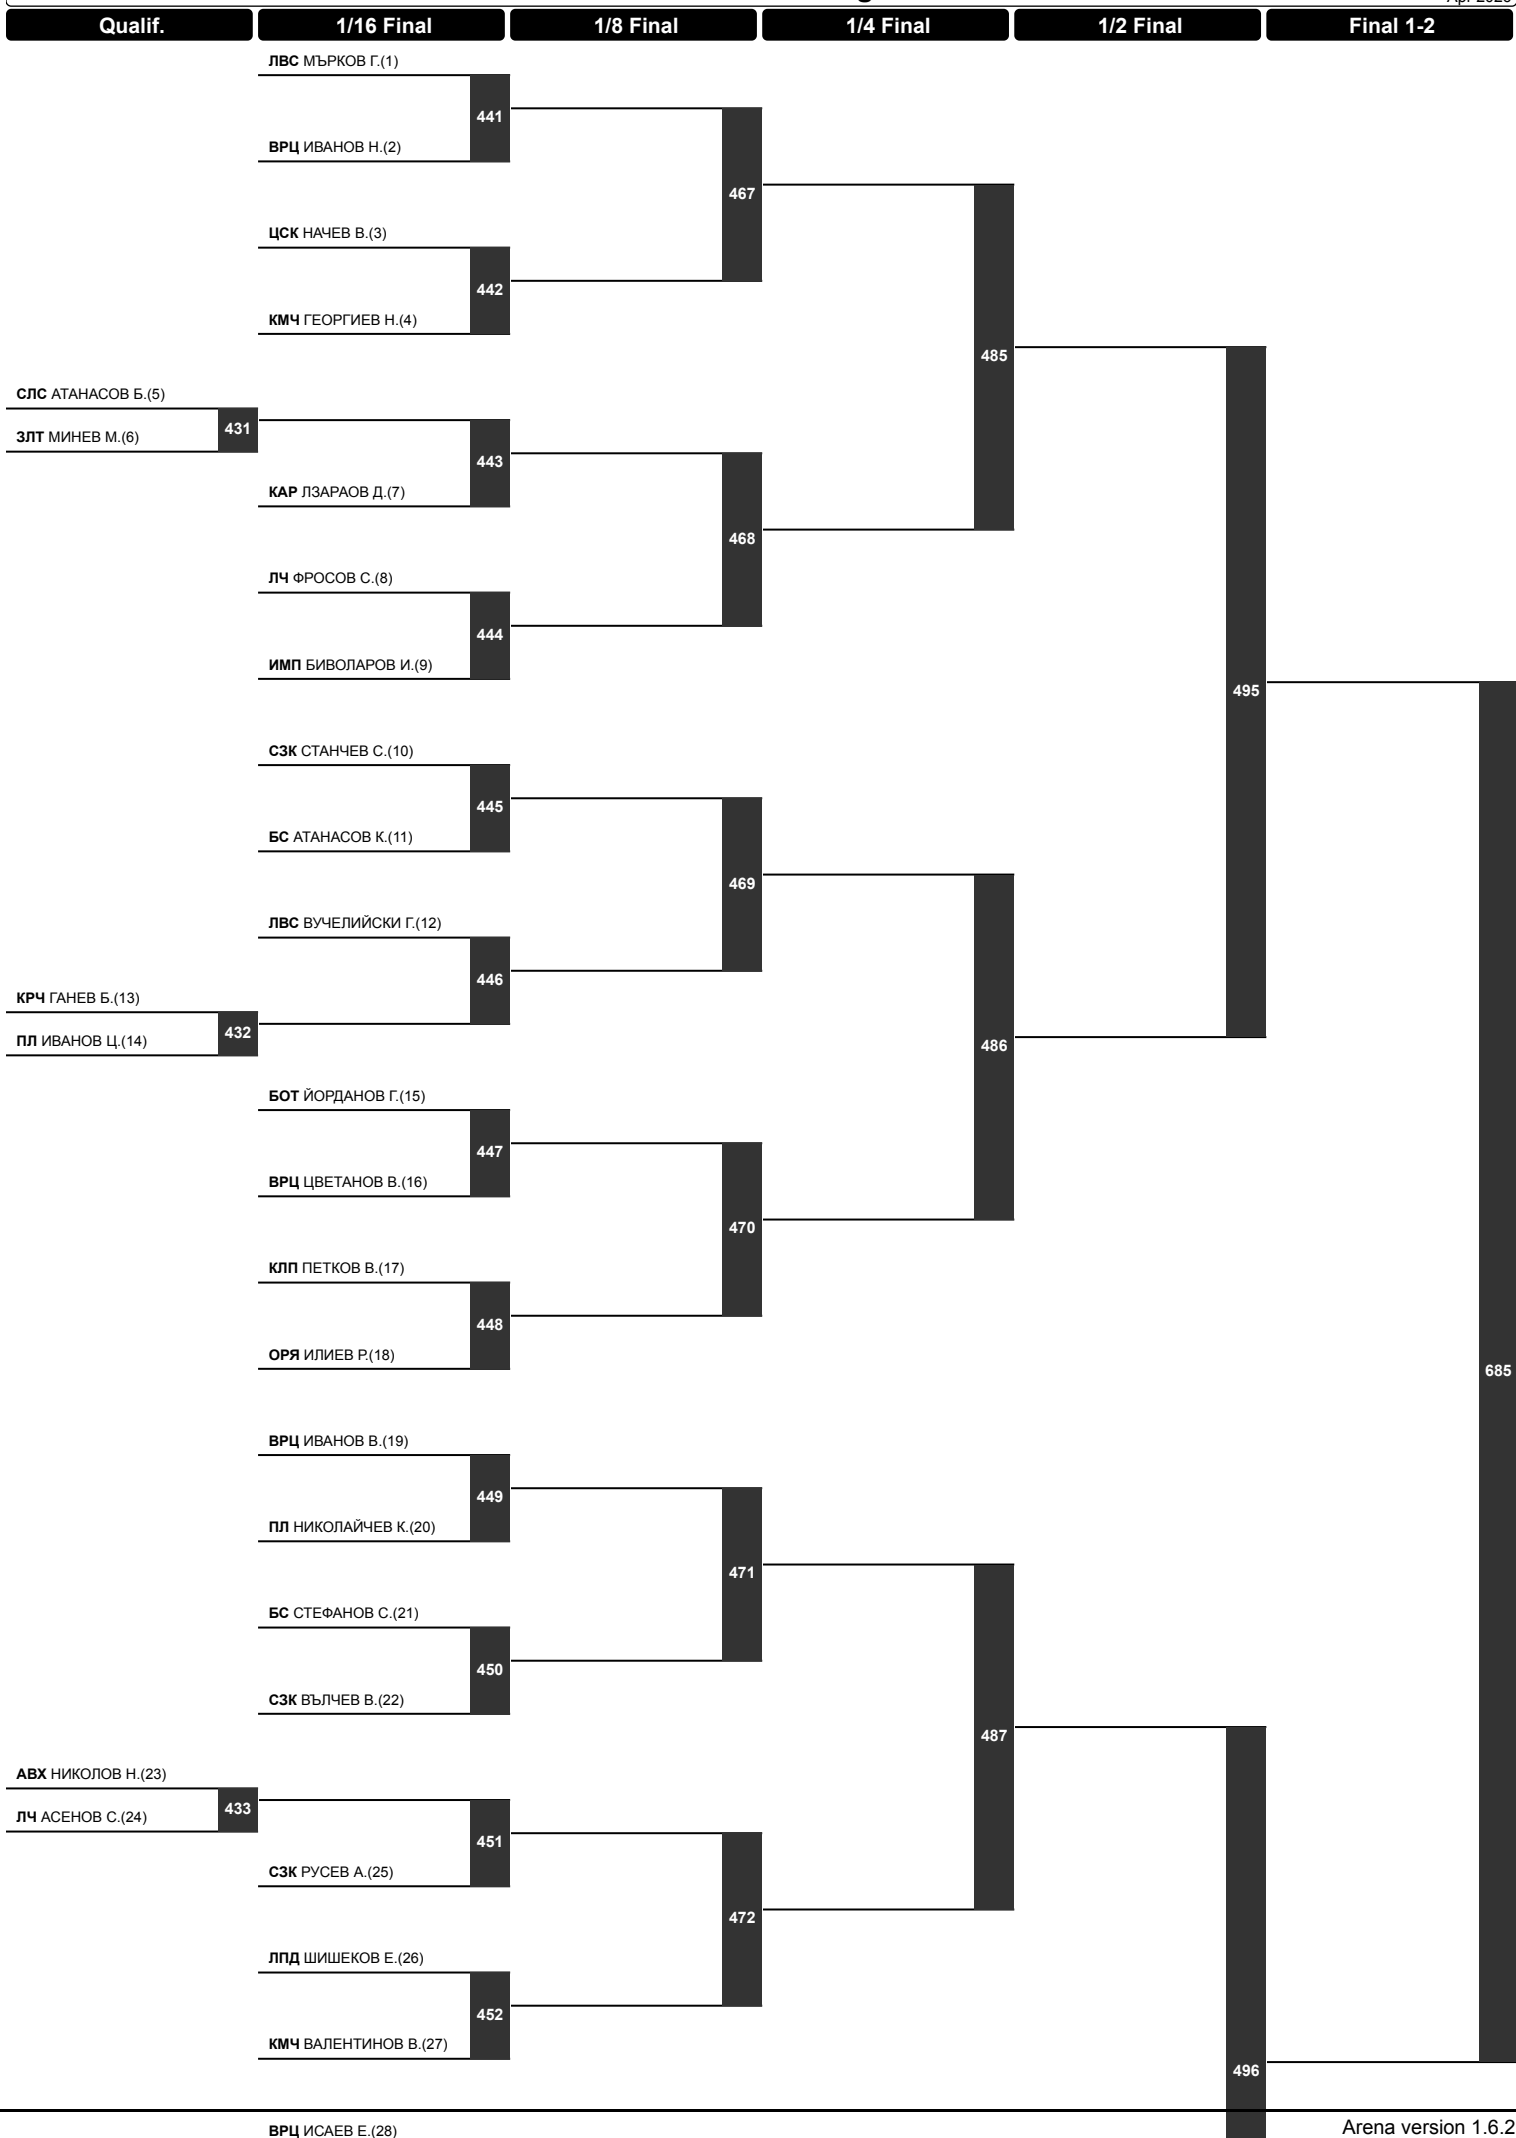 Qualif. 1/16 Final 1/8 Final 1/4 Final 1/2 Final Final 1-2
ЛВС МЪРКОВ Г.(1)
441
ВРЦ ИВАНОВ Н.(2)
467
ЦСК НАЧЕВ В.(3)
442
КМЧ ГЕОРГИЕВ Н.(4)
485
СЛС АТАНАСОВ Б.(5)
431
ЗЛТ МИНЕВ М.(6)
443
КАР ЛЗАРАОВ Д.(7)
468
ЛЧ ФРОСОВ С.(8)
444
ИМП БИВОЛАРОВ И.(9)
495
СЗК СТАНЧЕВ С.(10)
445
БС АТАНАСОВ К.(11)
469
ЛВС ВУЧЕЛИЙСКИ Г.(12)
446
КРЧ ГАНЕВ Б.(13)
432
ПЛ ИВАНОВ Ц.(14)
486
БОТ ЙОРДАНОВ Г.(15)
447
ВРЦ ЦВЕТАНОВ В.(16)
470
КЛП ПЕТКОВ В.(17)
448
ОРЯ ИЛИЕВ Р.(18)
685
ВРЦ ИВАНОВ В.(19)
449
ПЛ НИКОЛАЙЧЕВ К.(20)
471
БС СТЕФАНОВ С.(21)
450
СЗК ВЪЛЧЕВ В.(22)
487
АВХ НИКОЛОВ Н.(23)
433
ЛЧ АСЕНОВ С.(24)
451
СЗК РУСЕВ А.(25)
472
ЛПД ШИШЕКОВ Е.(26)
452
КМЧ ВАЛЕНТИНОВ В.(27)
496
ВРЦ ИСАЕВ Е.(28)
Arena version 1.6.2